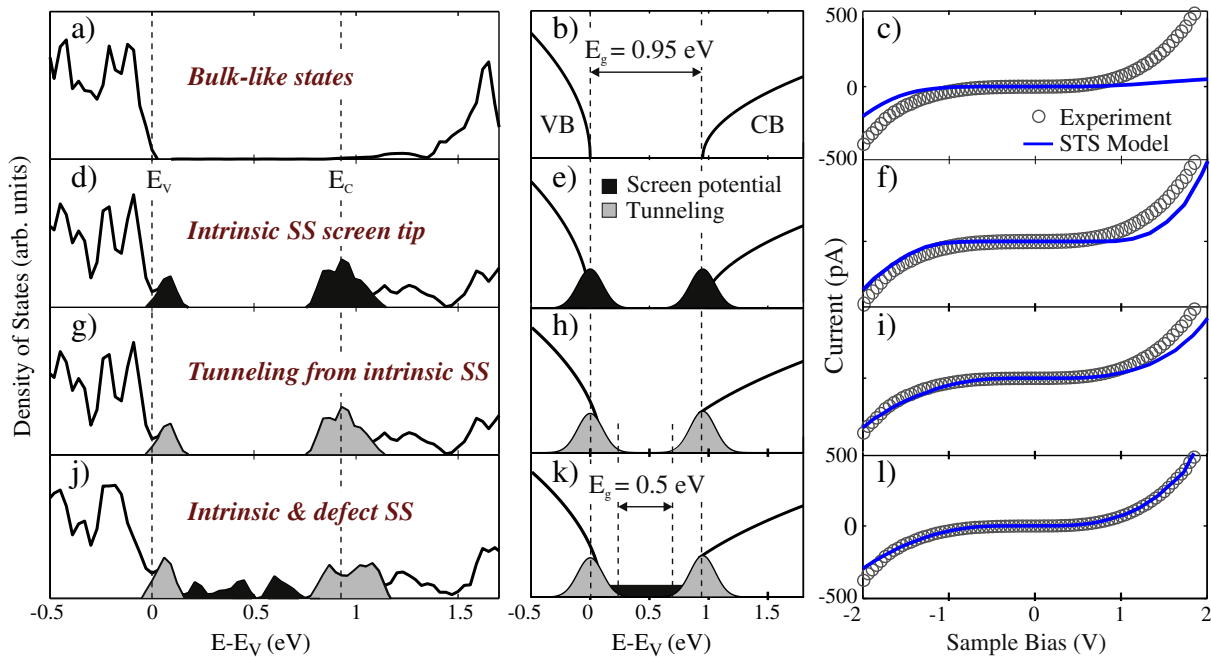 a)
Bulk-like states
b)
E_g = 0.95 eV
VB
CB
c)
500
0
-500
Experiment
STS Model
d)
E_V
E_C
Intrinsic SS screen tip
e)
Screen potential
Tunneling
f)
g)
Tunneling from intrinsic SS
h)
i)
j)
Intrinsic & defect SS
k)
E_g = 0.5 eV
l)
500
0
-500
Density of States (arb. units)
Current (pA)
-0.5 0 0.5 1 1.5
0 0.5 1 1.5
-2 -1 0 1 2
E-E_V (eV)
E-E_V (eV)
Sample Bias (V)